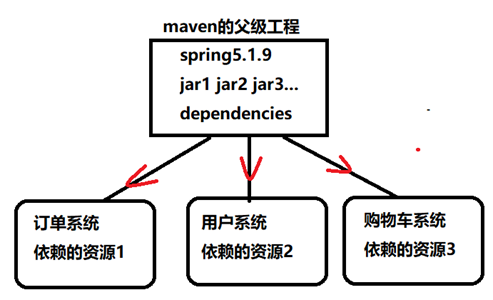 maven的父级工程
spring5.1.9
jar1 jar2 jar3...
dependencies
订单系统
依赖的资源1
用户系统
依赖的资源2
购物车系统
依赖的资源3